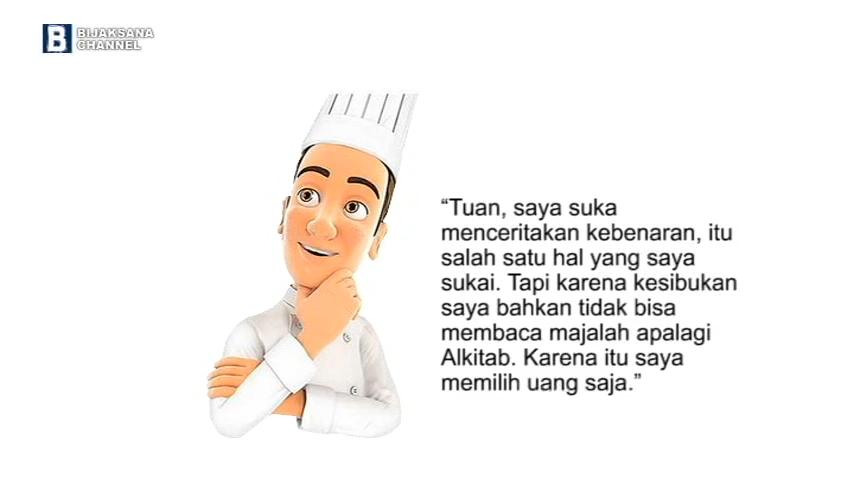 BIJAKSANA
CHANNEL
“Tuan, saya suka
menceritakan kebenaran, itu
salah satu hal yang saya
sukai. Tapi karena kesibukan
saya bahkan tidak bisa
membaca majalah apalagi
Alkitab. Karena itu saya
memilih uang saja.”